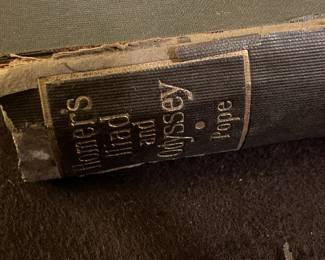 Homer's
Iliad
and
Odyssey
•
Pope